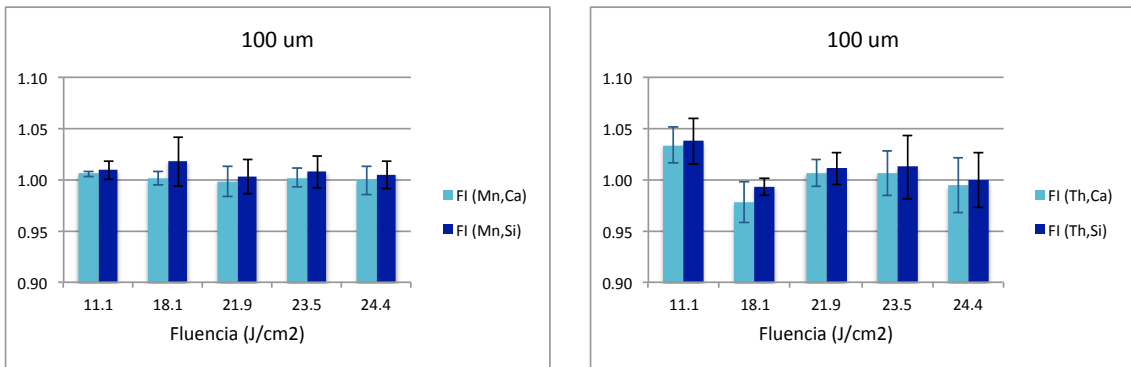 100 um
1.10
1.05
1.00
0.95
0.90
11.1 18.1 21.9 23.5 24.4
Fluencia (J/cm2)
FI (Mn,Ca)
FI (Mn,Si)
100 um
1.10
1.05
1.00
0.95
0.90
11.1 18.1 21.9 23.5 24.4
Fluencia (J/cm2)
FI (Th,Ca)
FI (Th,Si)